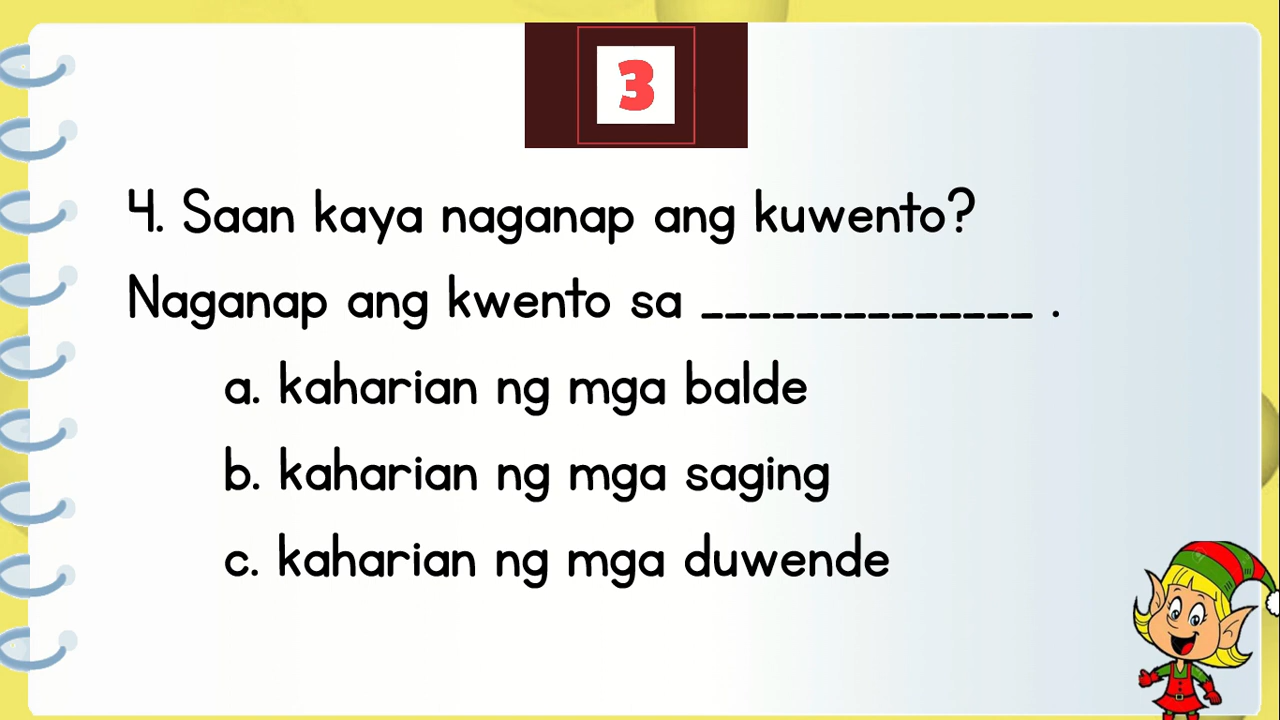 3
4. Saan kaya naganap ang kuwento?
Naganap ang kwento sa ______________ .
a. kaharian ng mga balde
b. kaharian ng mga saging
c. kaharian ng mga duwende